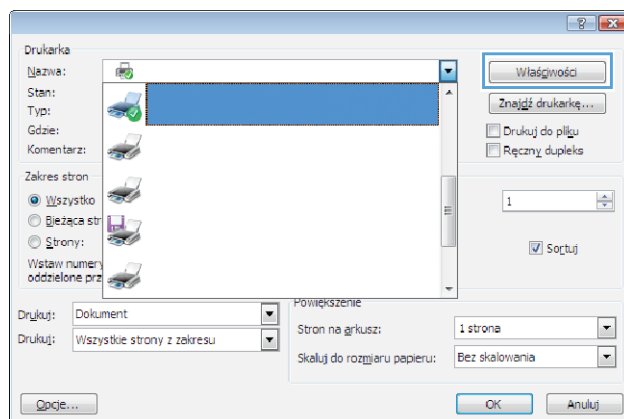 Drukarka
Nazwa:
Właściwości
Stan:
Znajdź drukarkę...
Typ:
Gdzie:
Drukuj do pliku
Komentarz:
Ręczny dupleks
Zakres stron
Wszystko
1
Bieżąca str
Strony:
Sortuj
Wstaw numery
oddzielone prz
Powiększenie
Drukuj: Dokument
Stron na arkusz: 1 strona
Drukuj: Wszystkie strony z zakresu
Skaluj do rozmiaru papieru: Bez skalowania
Opcje...
OK
Anuluj